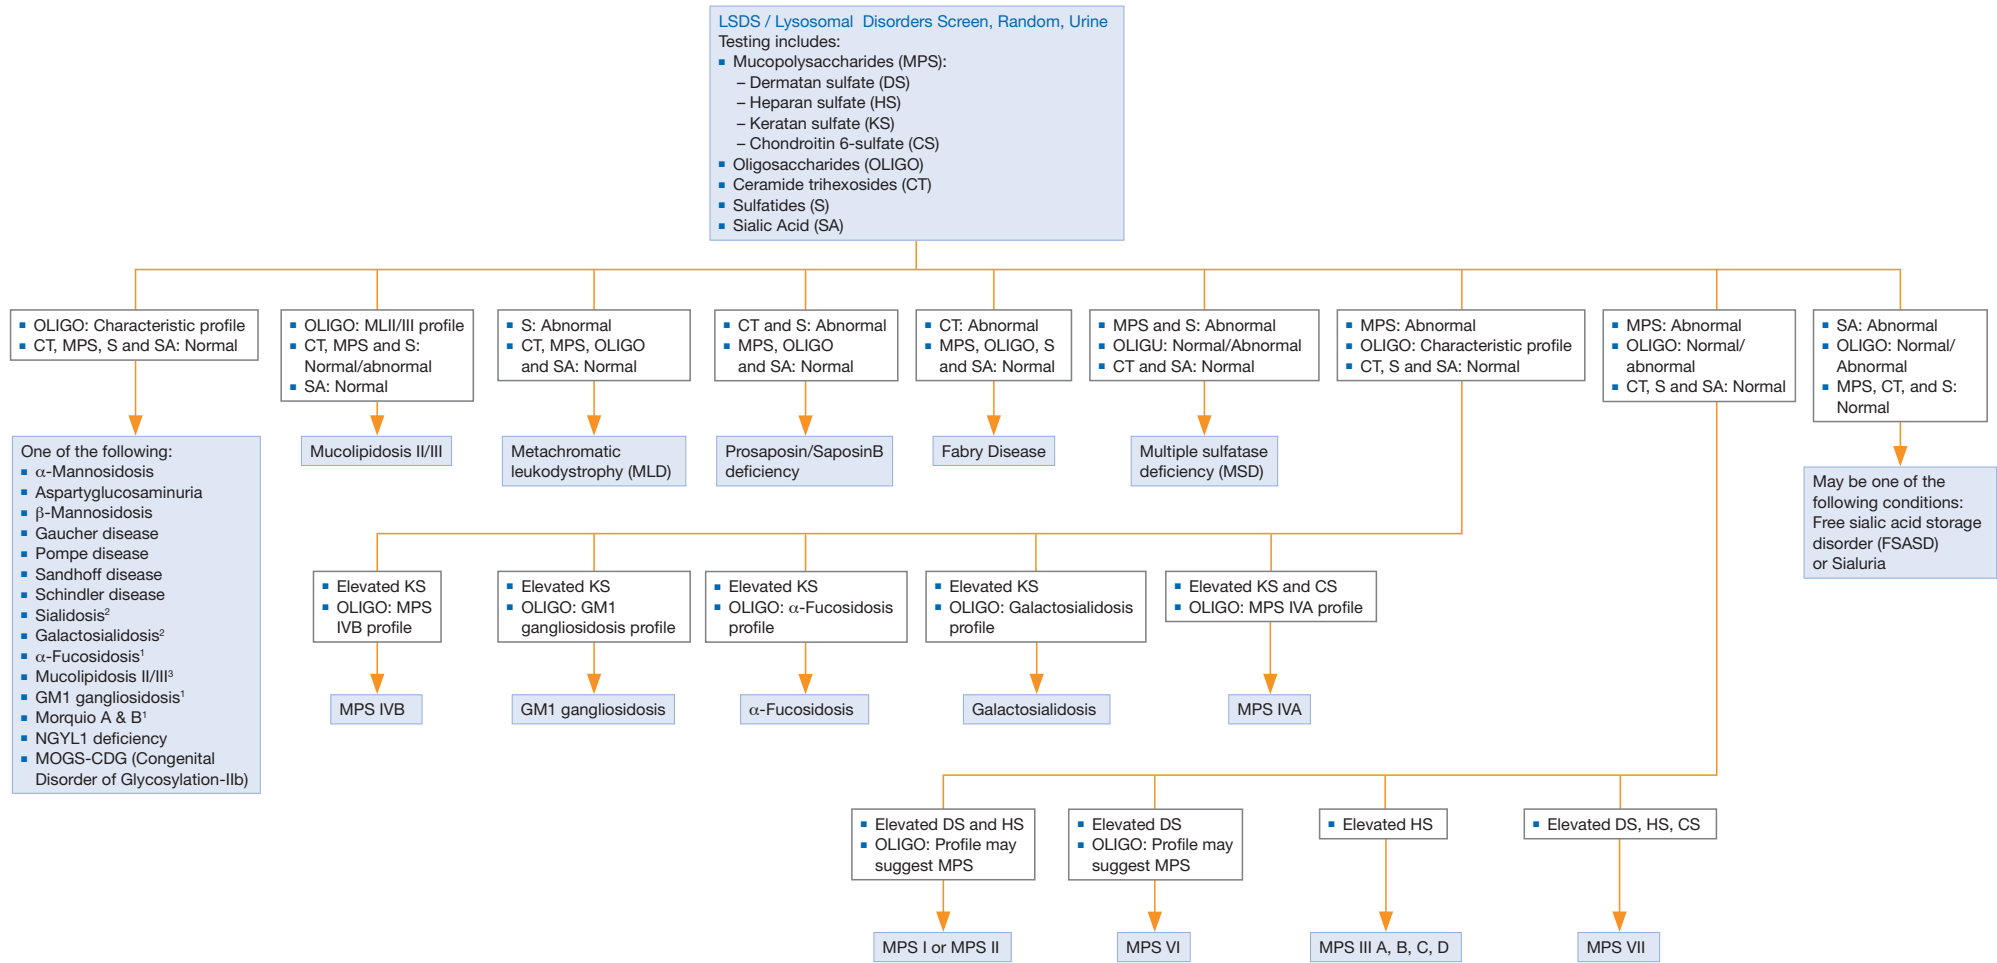 LSDS / Lysosomal Disorders Screen, Random, Urine
Testing includes:
▪ Mucopolysaccharides (MPS):
– Dermatan sulfate (DS)
– Heparan sulfate (HS)
– Keratan sulfate (KS)
– Chondroitin 6-sulfate (CS)
▪ Oligosaccharides (OLIGO)
▪ Ceramide trihexosides (CT)
▪ Sulfatides (S)
▪ Sialic Acid (SA)
▪ OLIGO: Characteristic profile
▪ CT, MPS, S and SA: Normal
▪ OLIGO: MLII/III profile
▪ CT, MPS and S:
Normal/abnormal
▪ SA: Normal
▪ S: Abnormal
▪ CT, MPS, OLIGO
and SA: Normal
▪ CT and S: Abnormal
▪ MPS, OLIGO
and SA: Normal
▪ CT: Abnormal
▪ MPS, OLIGO, S
and SA: Normal
▪ MPS and S: Abnormal
▪ OLIGU: Normal/Abnormal
▪ CT and SA: Normal
▪ MPS: Abnormal
▪ OLIGO: Characteristic profile
▪ CT, S and SA: Normal
▪ MPS: Abnormal
▪ OLIGO: Normal/
abnormal
▪ CT, S and SA: Normal
▪ SA: Abnormal
▪ OLIGO: Normal/
Abnormal
▪ MPS, CT, and S:
Normal
One of the following:
▪ α-Mannosidosis
▪ Aspartyglucosaminuria
▪ β-Mannosidosis
▪ Gaucher disease
▪ Pompe disease
▪ Sandhoff disease
▪ Schindler disease
▪ Sialidosis²
▪ Galactosialidosis²
▪ α-Fucosidosis¹
▪ Mucolipidosis II/III³
▪ GM1 gangliosidosis¹
▪ Morquio A & B¹
▪ NGYL1 deficiency
▪ MOGS-CDG (Congenital
Disorder of Glycosylation-IIb)
Mucolipidosis II/III
Metachromatic
leukodystrophy (MLD)
Prosaposin/SaposinB
deficiency
Fabry Disease
Multiple sulfatase
deficiency (MSD)
May be one of the
following conditions:
Free sialic acid storage
disorder (FSASD)
or Sialuria
▪ Elevated KS
▪ OLIGO: MPS
IVB profile
▪ Elevated KS
▪ OLIGO: GM1
gangliosidosis profile
▪ Elevated KS
▪ OLIGO: α-Fucosidosis
profile
▪ Elevated KS
▪ OLIGO: Galactosialidosis
profile
▪ Elevated KS and CS
▪ OLIGO: MPS IVA profile
MPS IVB
GM1 gangliosidosis
α-Fucosidosis
Galactosialidosis
MPS IVA
▪ Elevated DS and HS
▪ OLIGO: Profile may
suggest MPS
▪ Elevated DS
▪ OLIGO: Profile may
suggest MPS
▪ Elevated HS
▪ Elevated DS, HS, CS
MPS I or MPS II
MPS VI
MPS III A, B, C, D
MPS VII